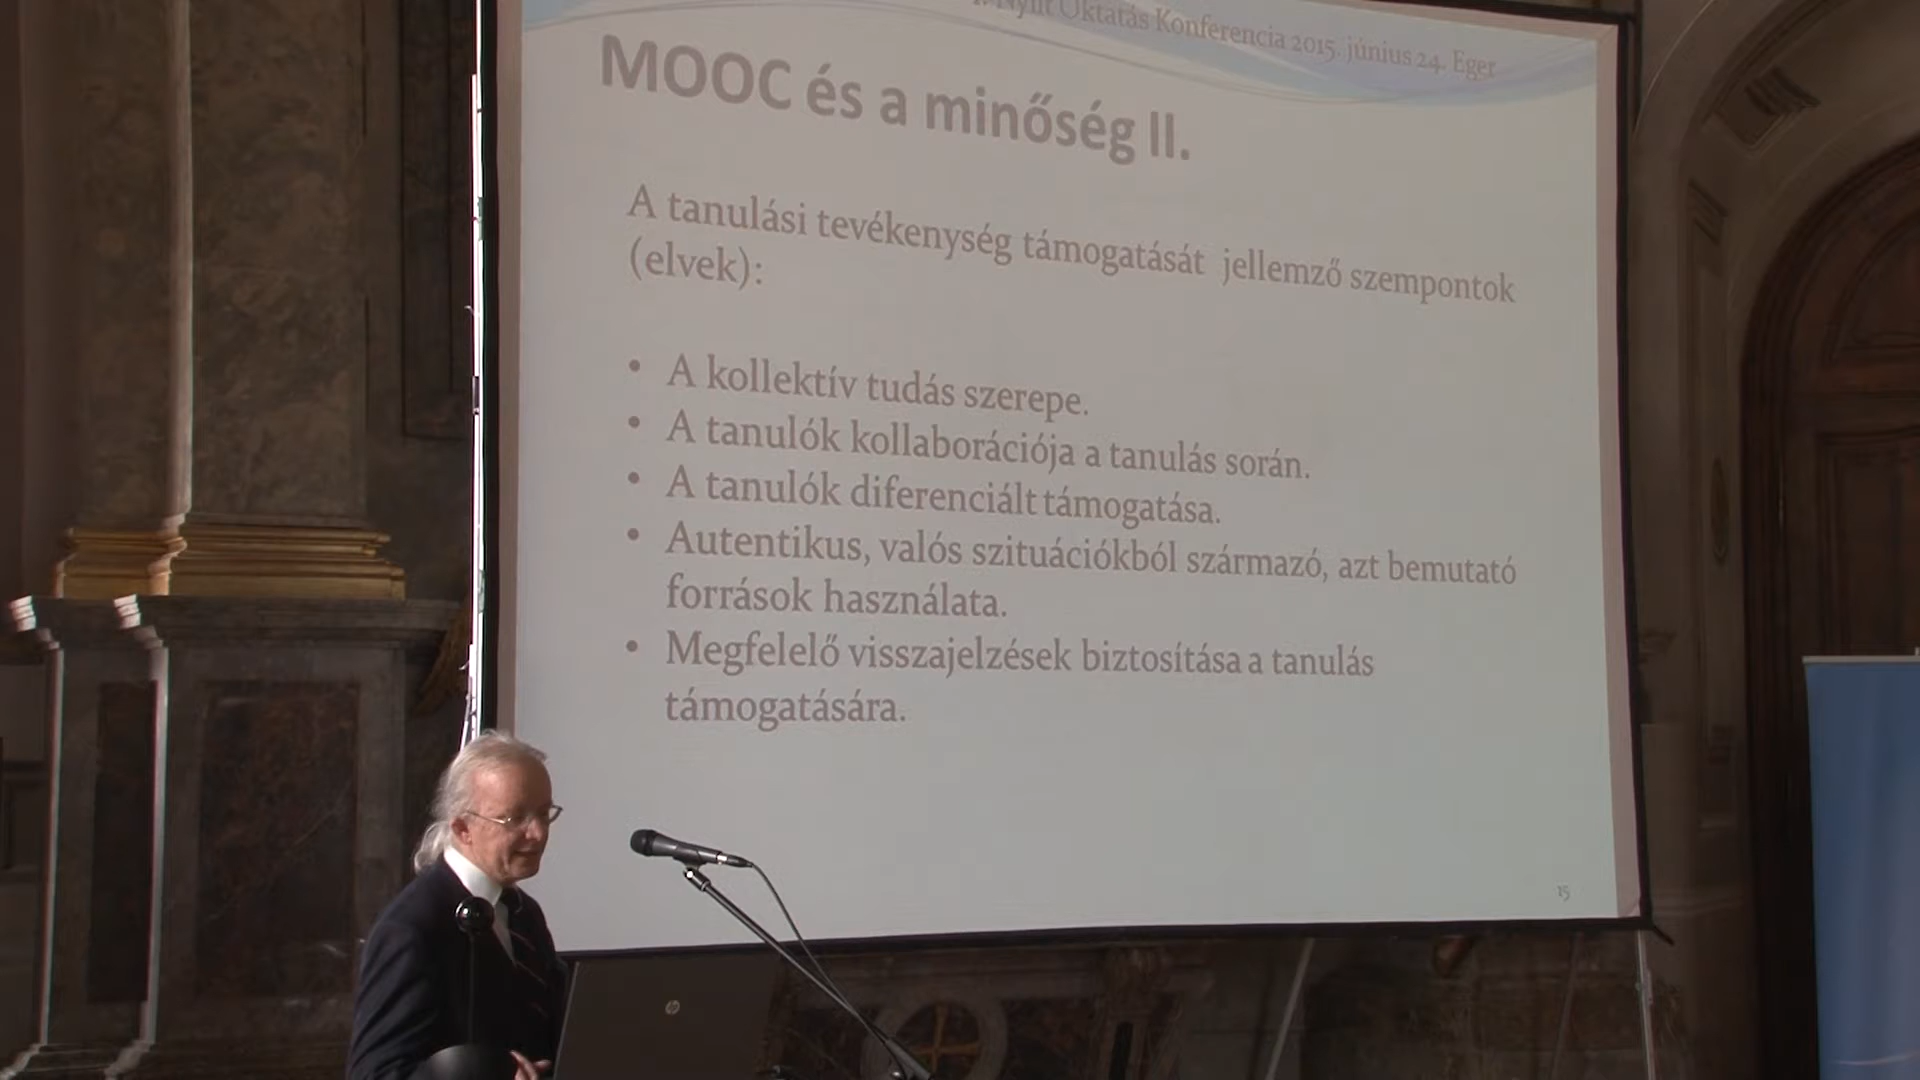 Nyílt Oktatás Konferencia 2015. június 24. Eger
MOOC és a minőség II.
A tanulási tevékenység támogatását jellemző szempontok
(elvek):
• A kollektív tudás szerepe.
• A tanulók kollaborációja a tanulás során.
• A tanulók diferenciált támogatása.
• Autentikus, valós szituációkból származó, azt bemutató
források használata.
• Megfelelő visszajelzések biztosítása a tanulás
támogatására.
15
hp